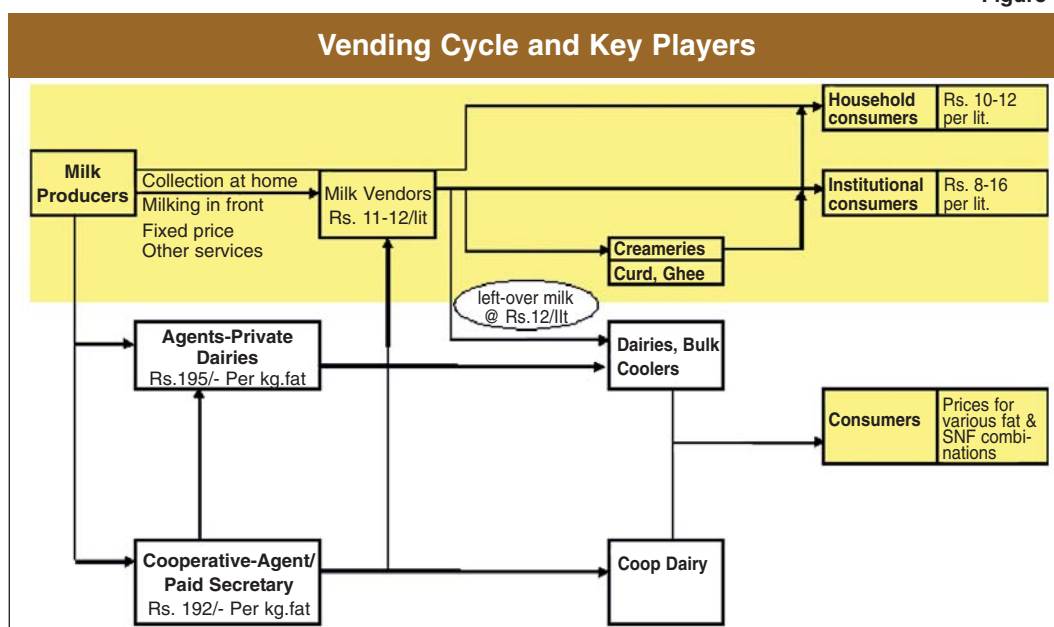 Figure
Vending Cycle and Key Players
Household
consumers
Rs. 10-12
per lit.
Milk
Producers
Collection at home
Milking in front
Fixed price
Other services
Milk Vendors
Rs. 11-12/lit
Institutional
consumers
Rs. 8-16
per lit.
Creameries
Curd, Ghee
left-over milk
@ Rs.12/llt
Agents-Private
Dairies
Rs.195/- Per kg.fat
Dairies, Bulk
Coolers
Consumers
Prices for
various fat &
SNF combi-
nations
Cooperative-Agent/
Paid Secretary
Rs. 192/- Per kg.fat
Coop Dairy